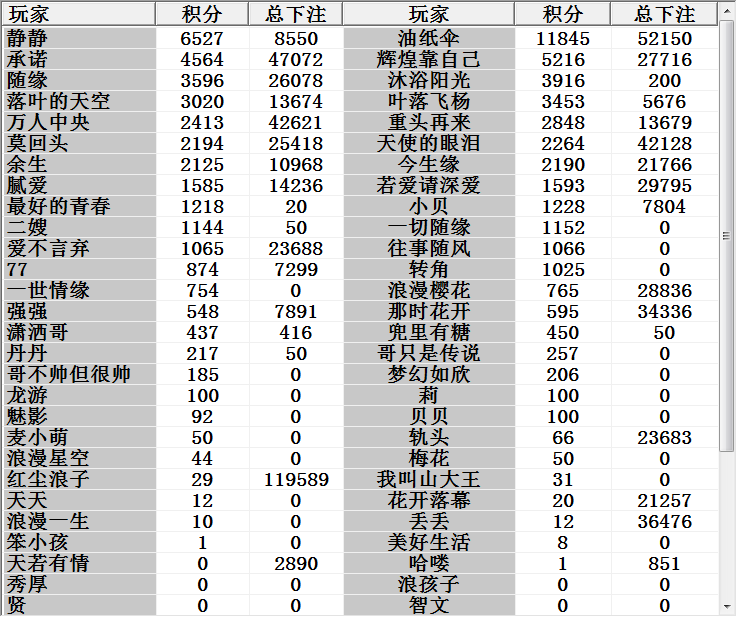 玩家 积分 总下注 玩家 积分 总下注
静静 6527 8550 油纸伞 11845 52150
承诺 4564 47072 辉煌靠自己 5216 27716
随缘 3596 26078 沐浴阳光 3916 200
落叶的天空 3020 13674 叶落飞杨 3453 5676
万人中央 2413 42621 重头再来 2848 13679
莫回头 2194 25418 天使的眼泪 2264 42128
余生 2125 10968 今生缘 2190 21766
腻爱 1585 14236 若爱请深爱 1593 29795
最好的青春 1218 20 小贝 1228 7804
二嫂 1144 50 一切随缘 1152 0
爱不言弃 1065 23688 往事随风 1066 0
77 874 7299 转角 1025 0
一世情缘 754 0 浪漫樱花 765 28836
强强 548 7891 那时花开 595 34336
潇洒哥 437 416 兜里有糖 450 50
丹丹 217 50 哥只是传说 257 0
哥不帅但很帅 185 0 梦幻如欣 206 0
龙游 100 0 莉 100 0
魅影 92 0 贝贝 100 0
麦小萌 50 0 轨头 66 23683
浪漫星空 44 0 梅花 50 0
红尘浪子 29 119589 我叫山大王 31 0
天天 12 0 花开落幕 20 21257
浪漫一生 10 0 丢丢 12 36476
笨小孩 1 0 美好生活 8 0
天若有情 0 2890 哈喽 1 851
秀厚 0 0 浪孩子 0 0
贤 0 0 智文 0 0